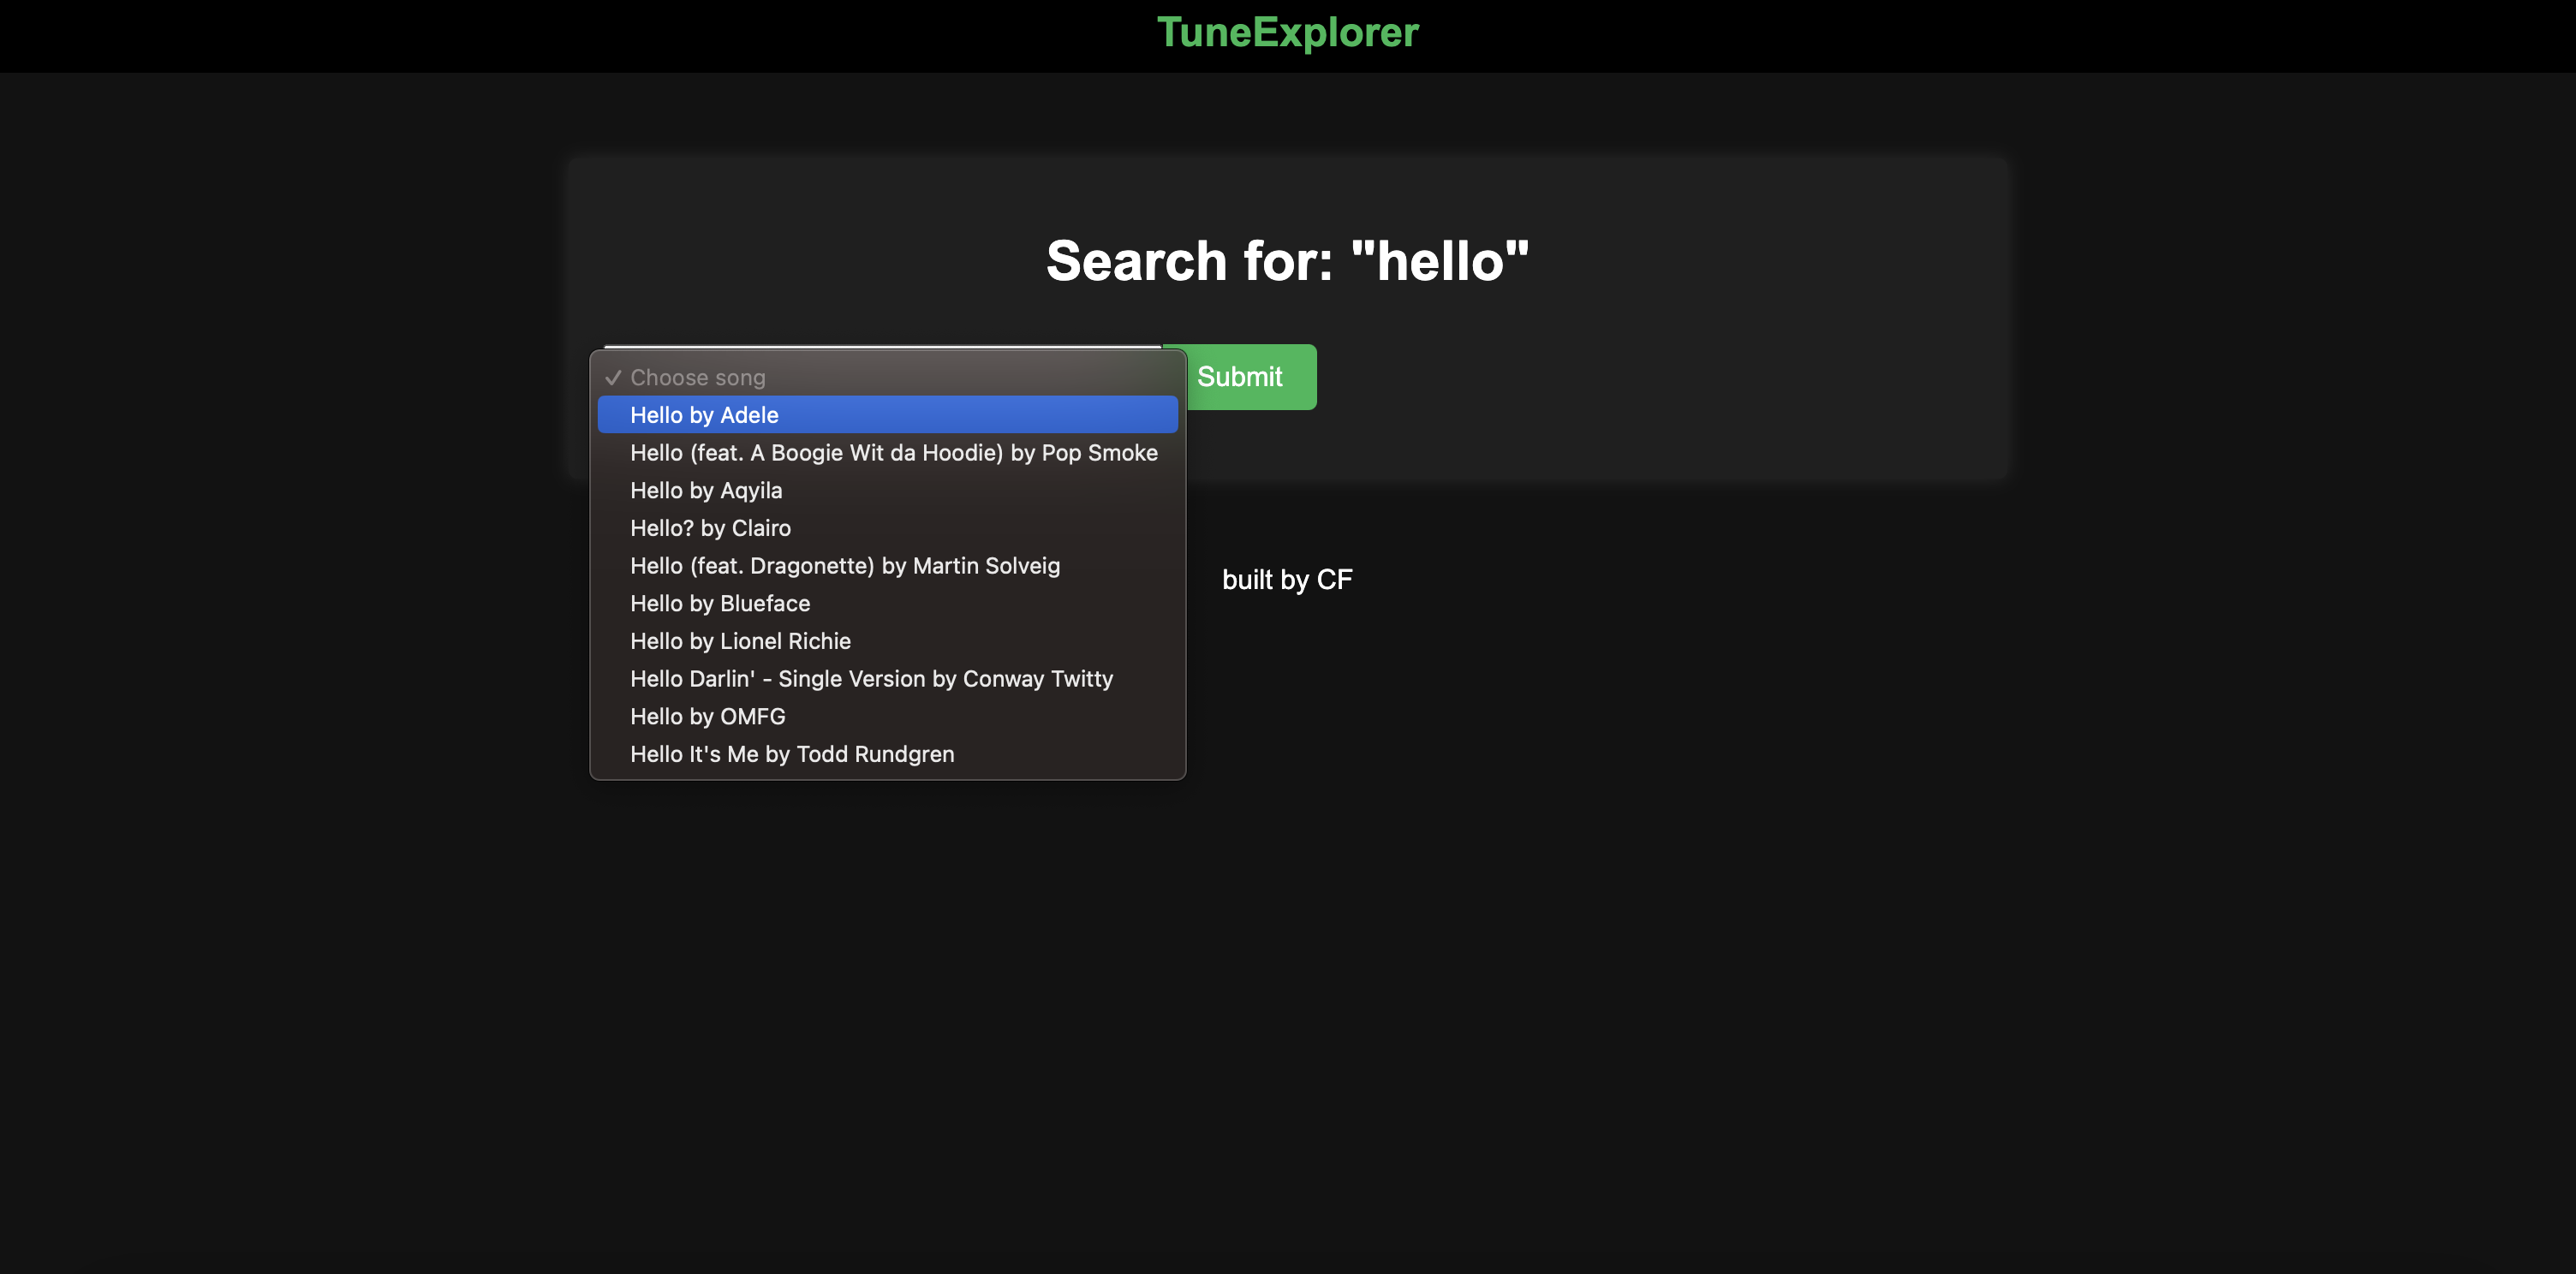 TuneExplorer
Search for: "hello"
✓ Choose song
Submit
Hello by Adele
Hello (feat. A Boogie Wit da Hoodie) by Pop Smoke
Hello by Aqyila
Hello? by Clairo
Hello (feat. Dragonette) by Martin Solveig
built by CF
Hello by Blueface
Hello by Lionel Richie
Hello Darlin' - Single Version by Conway Twitty
Hello by OMFG
Hello It's Me by Todd Rundgren